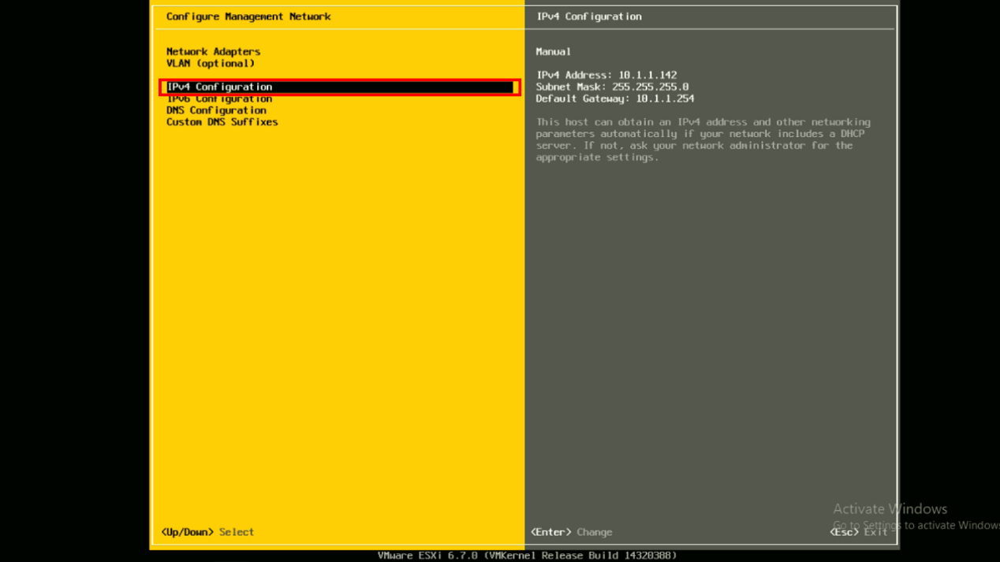 Configure Management Network
Network Adapters
VLAN (optional)
IPv4 Configuration
IPv6 Configuration
DNS Configuration
Custom DNS Suffixes
<Up/Down> Select
IPv4 Configuration
Manual
IPv4 Address: 10.1.1.142
Subnet Mask: 255.255.255.0
Default Gateway: 10.1.1.254
This host can obtain an IPv4 address and other networking
parameters automatically if your network includes a DHCP
server. If not, ask your network administrator for the
appropriate settings.
<Enter> Change
<Esc> Exit
Activate Windows
Go to Settings to activate Windows
VMware ESXi 6.7.0 (VMKernel Release Build 14320388)